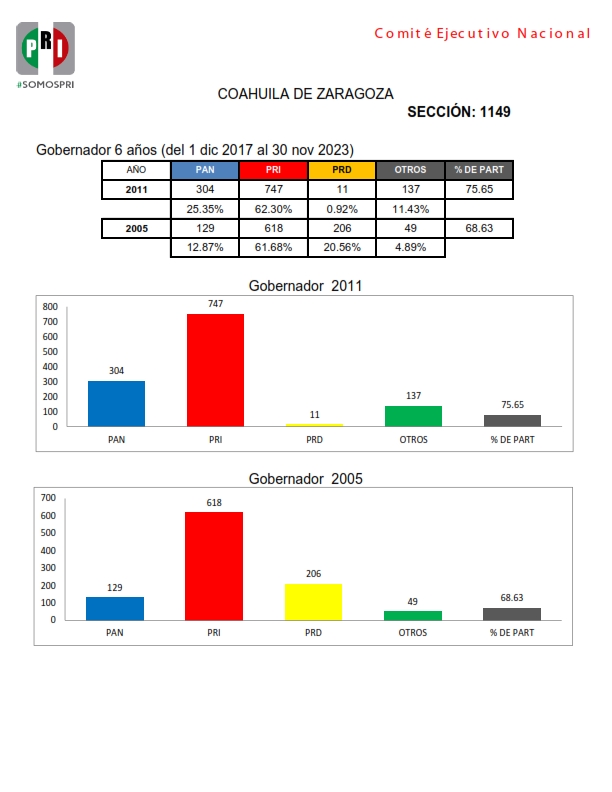 Comité Ejecutivo Nacional
PRI
#SOMOSPRI
COAHUILA DE ZARAGOZA
SECCIÓN: 1149
Gobernador 6 años (del 1 dic 2017 al 30 nov 2023)
AÑO PAN PRI PRD OTROS % DE PART
2011 304 747 11 137 75.65
25.35% 62.30% 0.92% 11.43%
2005 129 618 206 49 68.63
12.87% 61.68% 20.56% 4.89%
Gobernador 2011
800
700
600
500
400
300
200
100
0
304 747 11 137 75.65
PAN PRI PRD OTROS % DE PART
Gobernador 2005
700
600
500
400
300
200
100
0
129 618 206 49 68.63
PAN PRI PRD OTROS % DE PART